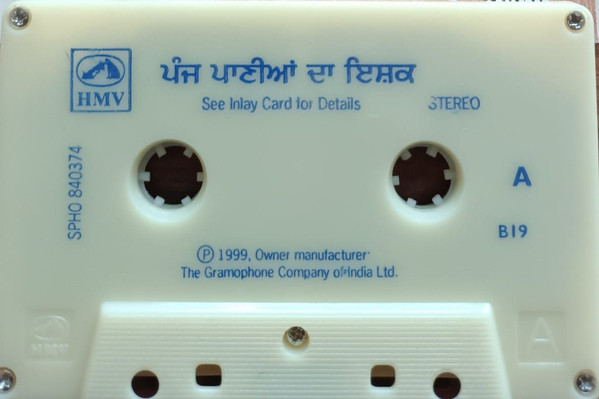 ਪੰਜ ਪਾਣੀਆਂ ਦਾ ਇਸ਼ਕ
HMV
See Inlay Card for Details
STEREO
SPHO 840374
A
B19
Ⓟ 1999, Owner manufacturer
The Gramophone Company of India Ltd.
HMV
A